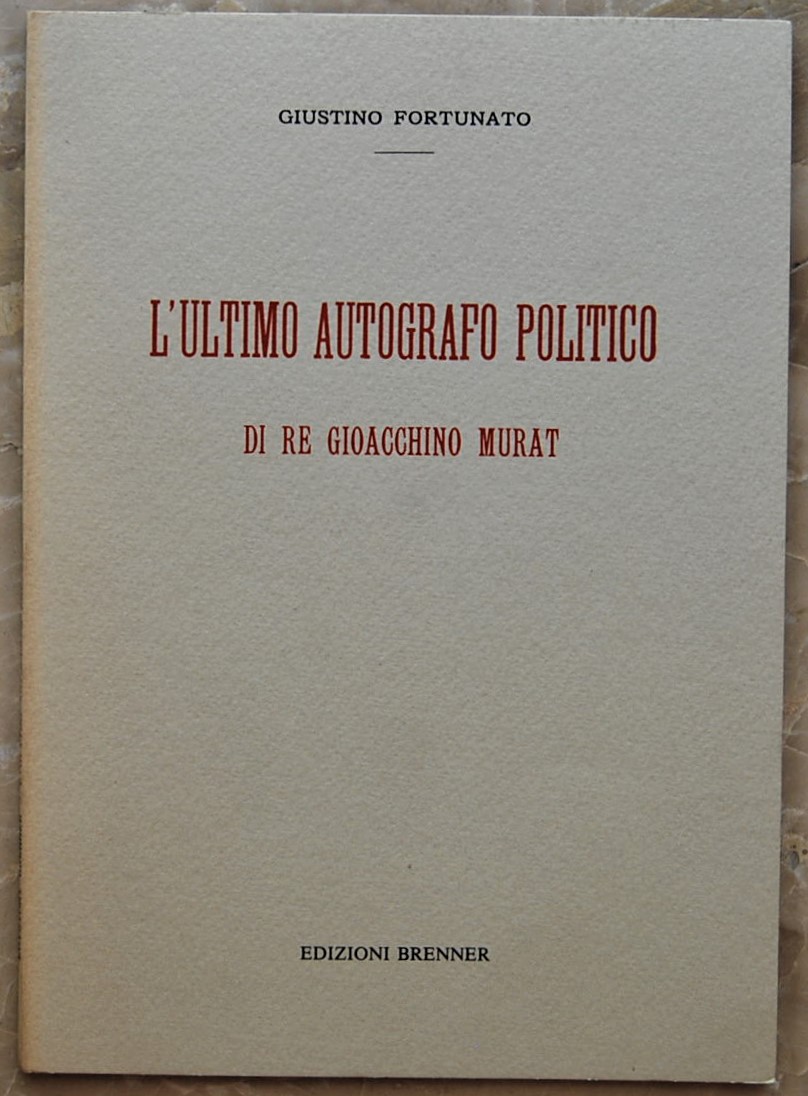 GIUSTINO FORTUNATO
L'ULTIMO AUTOGRAFO POLITICO
DI RE GIOACCHINO MURAT
EDIZIONI BRENNER